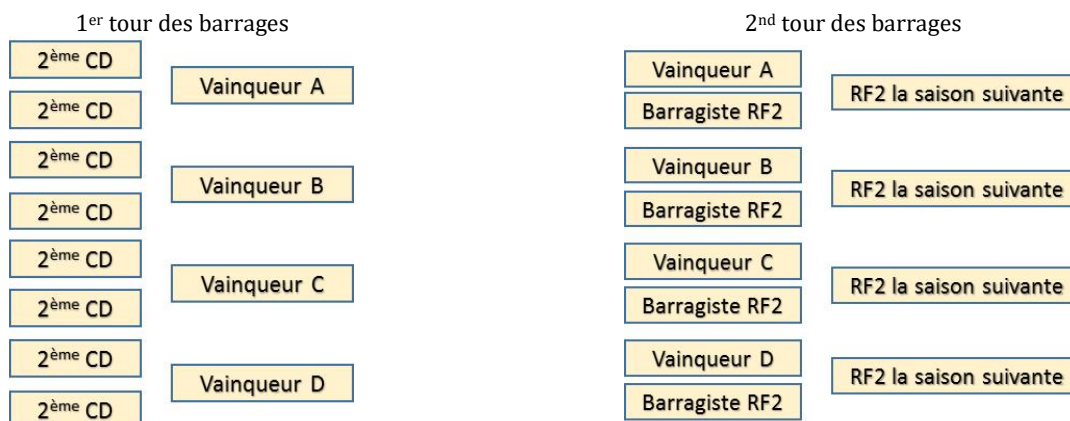 1er tour des barrages
2ème CD
2ème CD
Vainqueur A
2ème CD
2ème CD
Vainqueur B
2ème CD
2ème CD
Vainqueur C
2ème CD
2ème CD
Vainqueur D
2nd tour des barrages
Vainqueur A
Barragiste RF2
RF2 la saison suivante
Vainqueur B
Barragiste RF2
RF2 la saison suivante
Vainqueur C
Barragiste RF2
RF2 la saison suivante
Vainqueur D
Barragiste RF2
RF2 la saison suivante